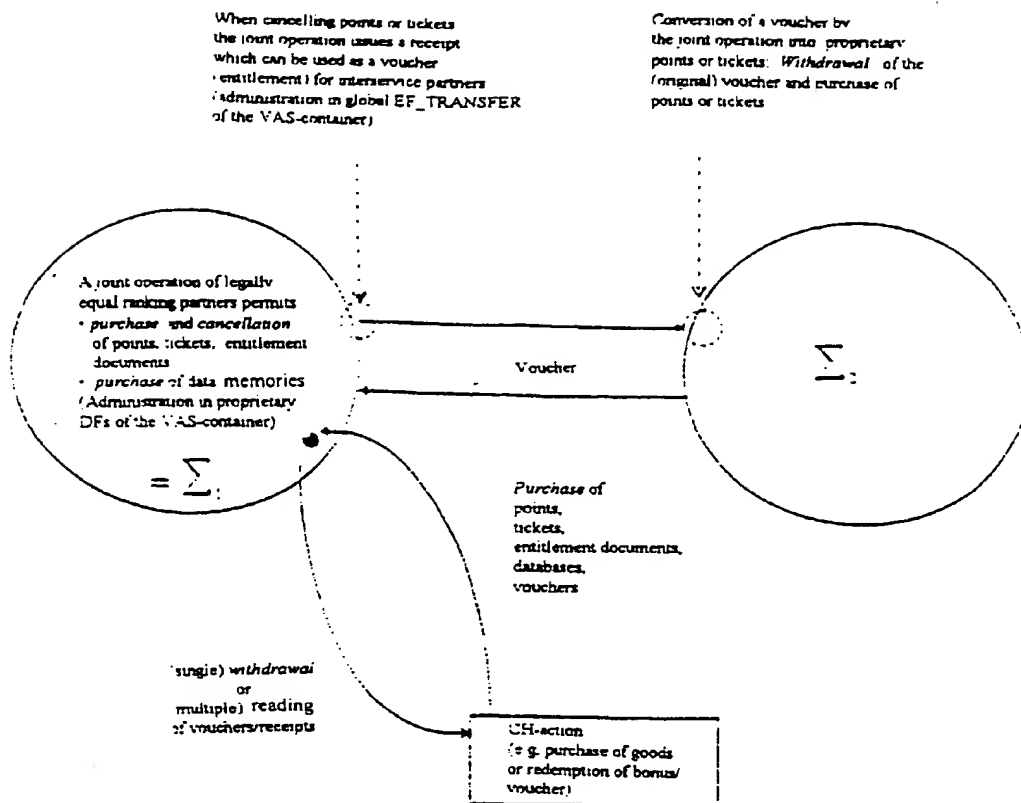 When cancelling points or tickets
the joint operation issues a receipt
which can be used as a voucher
(entitlement) for interservice partners
(administration in global EF_TRANSFER
of the VAS-container)
Conversion of a voucher by
the joint operation into proprietary
points or tickets: Withdrawal of the
(original) voucher and purchase of
points or tickets
A joint operation of legally
equal ranking partners permits
• purchase and cancellation
of points, tickets, entitlement
documents
• purchase of data memories
(Administration in proprietary
DFs of the VAS-container)
= Σ
Voucher
Σ
Purchase of
points,
tickets,
entitlement documents,
databases,
vouchers
(single) withdrawal
or
(multiple) reading
of vouchers/receipts
CH-action
(e.g. purchase of goods
or redemption of bonus/
voucher)